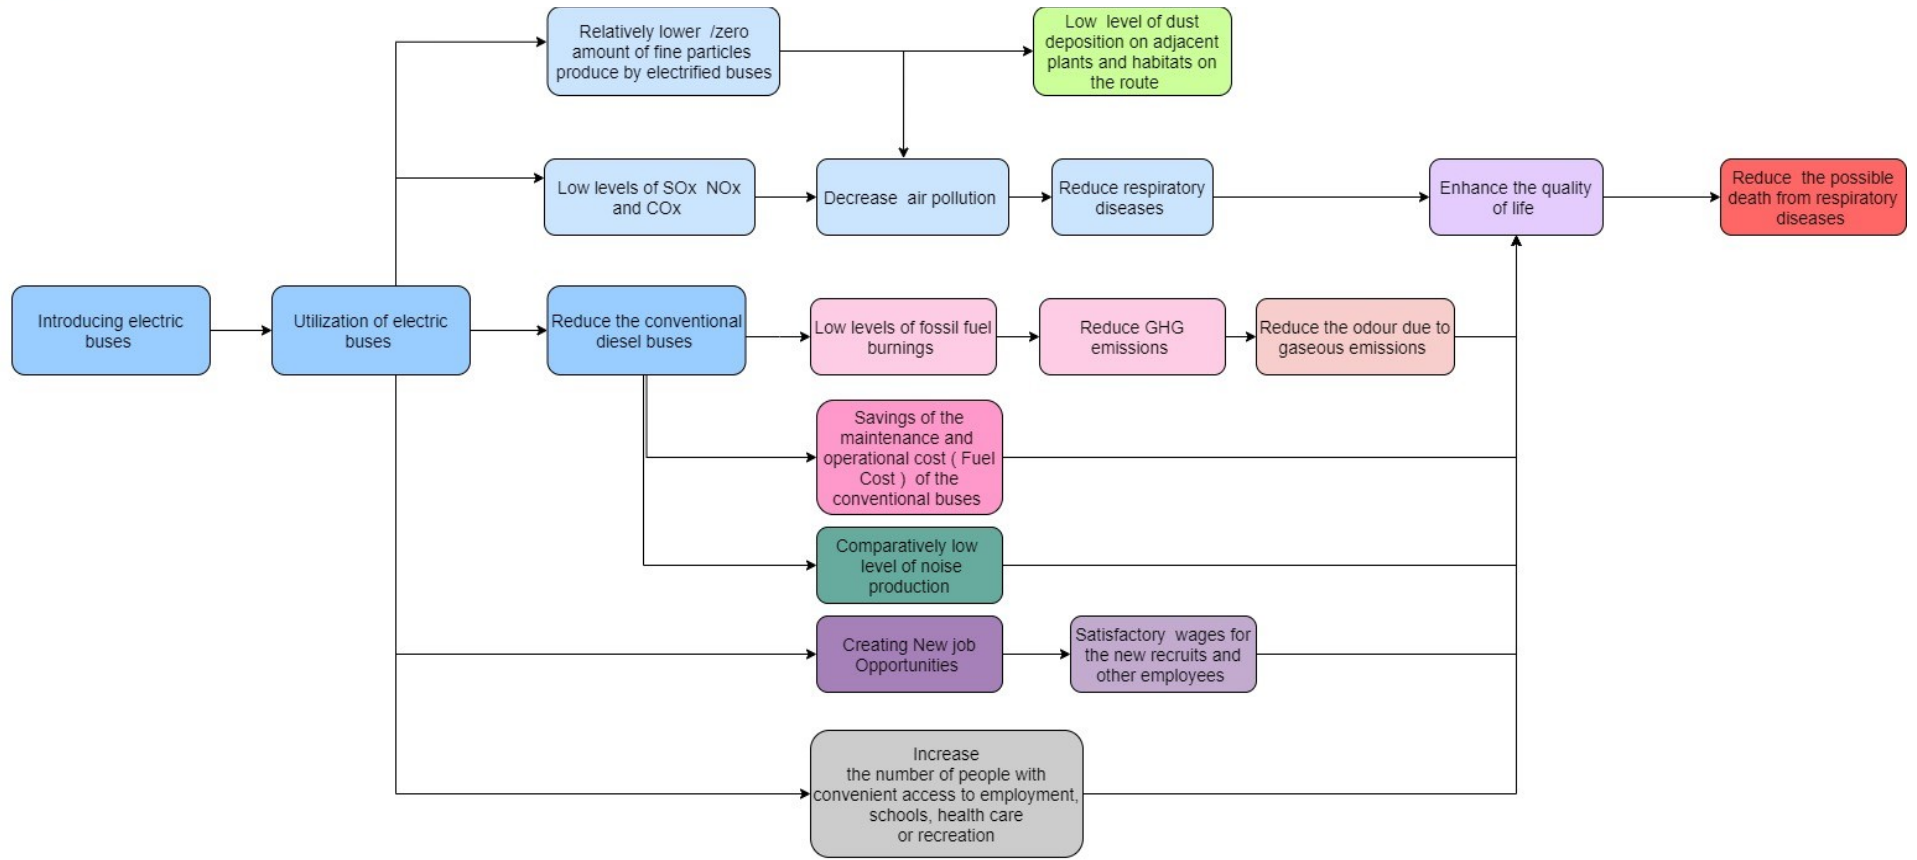 Relatively lower /zero
amount of fine particles
produce by electrified buses
Low level of dust
deposition on adjacent
plants and habitats on
the route
Low levels of SOx NOx
and COx
Decrease air pollution
Reduce respiratory
diseases
Enhance the quality
of life
Reduce the possible
death from respiratory
diseases
Introducing electric
buses
Utilization of electric
buses
Reduce the conventional
diesel buses
Low levels of fossil fuel
burnings
Reduce GHG
emissions
Reduce the odour due to
gaseous emissions
Savings of the
maintenance and
operational cost ( Fuel
Cost ) of the
conventional buses
Comparatively low
level of noise
production
Creating New job
Opportunities
Satisfactory wages for
the new recruits and
other employees
Increase
the number of people with
convenient access to employment,
schools, health care
or recreation